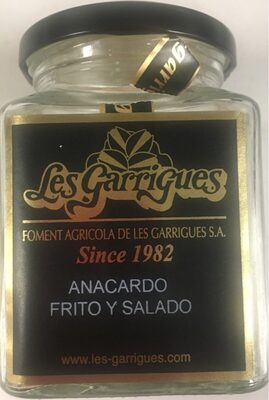 Les Garrigues
FOMENT AGRICOLA DE LES GARRIGUES S.A.
Since 1982
ANACARDO
FRITO Y SALADO
www.les-garrigues.com